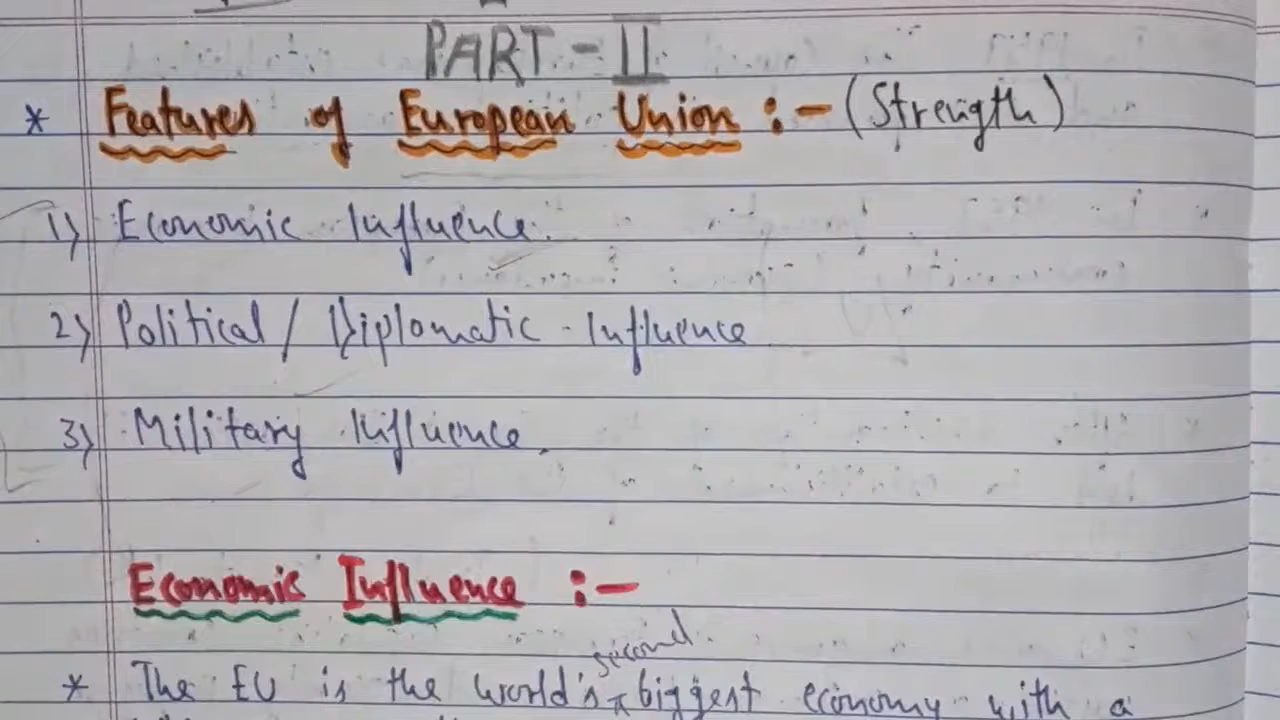 PART - II
* Features of European Union :- (Strength)
1) Economic Influence.
2) Political / Diplomatic Influence
3) Military Influence.
Economic Influence :-
second
* The EU is the world's biggest economy with a